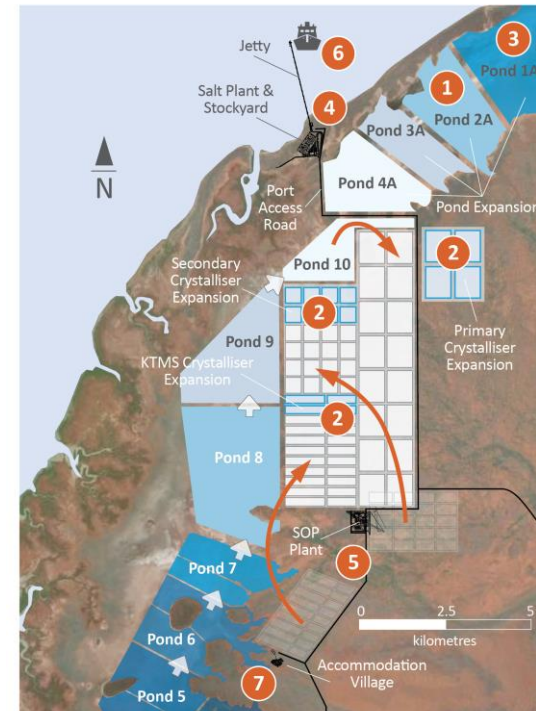 6
3
Jetty
Pond 1A
1
Salt Plant &
Stockyard
4
Pond 2A
Pond 3A
N
Pond 4A
Port
Access
Road
Pond Expansion
Pond 10
2
Secondary
Crystalliser
Expansion
2
Primary
Crystalliser
Expansion
Pond 9
KTMS Crystalliser
Expansion
2
Pond 8
SOP
Plant
5
Pond 7
0 2.5 5
kilometres
Pond 6
Accommodation
Village
7
Pond 5